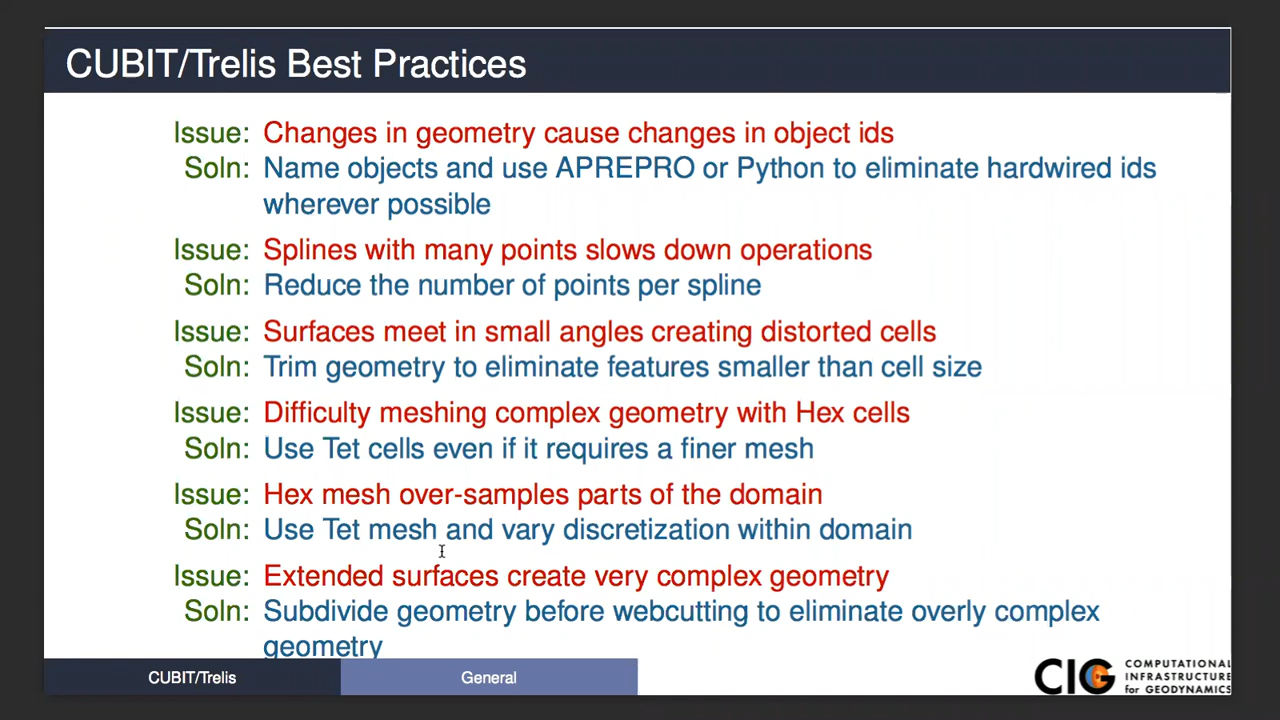 CUBIT/Trelis Best Practices
Issue: Changes in geometry cause changes in object ids
Soln: Name objects and use APREPRO or Python to eliminate hardwired ids
wherever possible
Issue: Splines with many points slows down operations
Soln: Reduce the number of points per spline
Issue: Surfaces meet in small angles creating distorted cells
Soln: Trim geometry to eliminate features smaller than cell size
Issue: Difficulty meshing complex geometry with Hex cells
Soln: Use Tet cells even if it requires a finer mesh
Issue: Hex mesh over-samples parts of the domain
Soln: Use Tet mesh and vary discretization within domain
Issue: Extended surfaces create very complex geometry
Soln: Subdivide geometry before webcutting to eliminate overly complex
geometry
CUBIT/Trelis
General
CIG
COMPUTATIONAL
INFRASTRUCTURE
for GEODYNAMICS